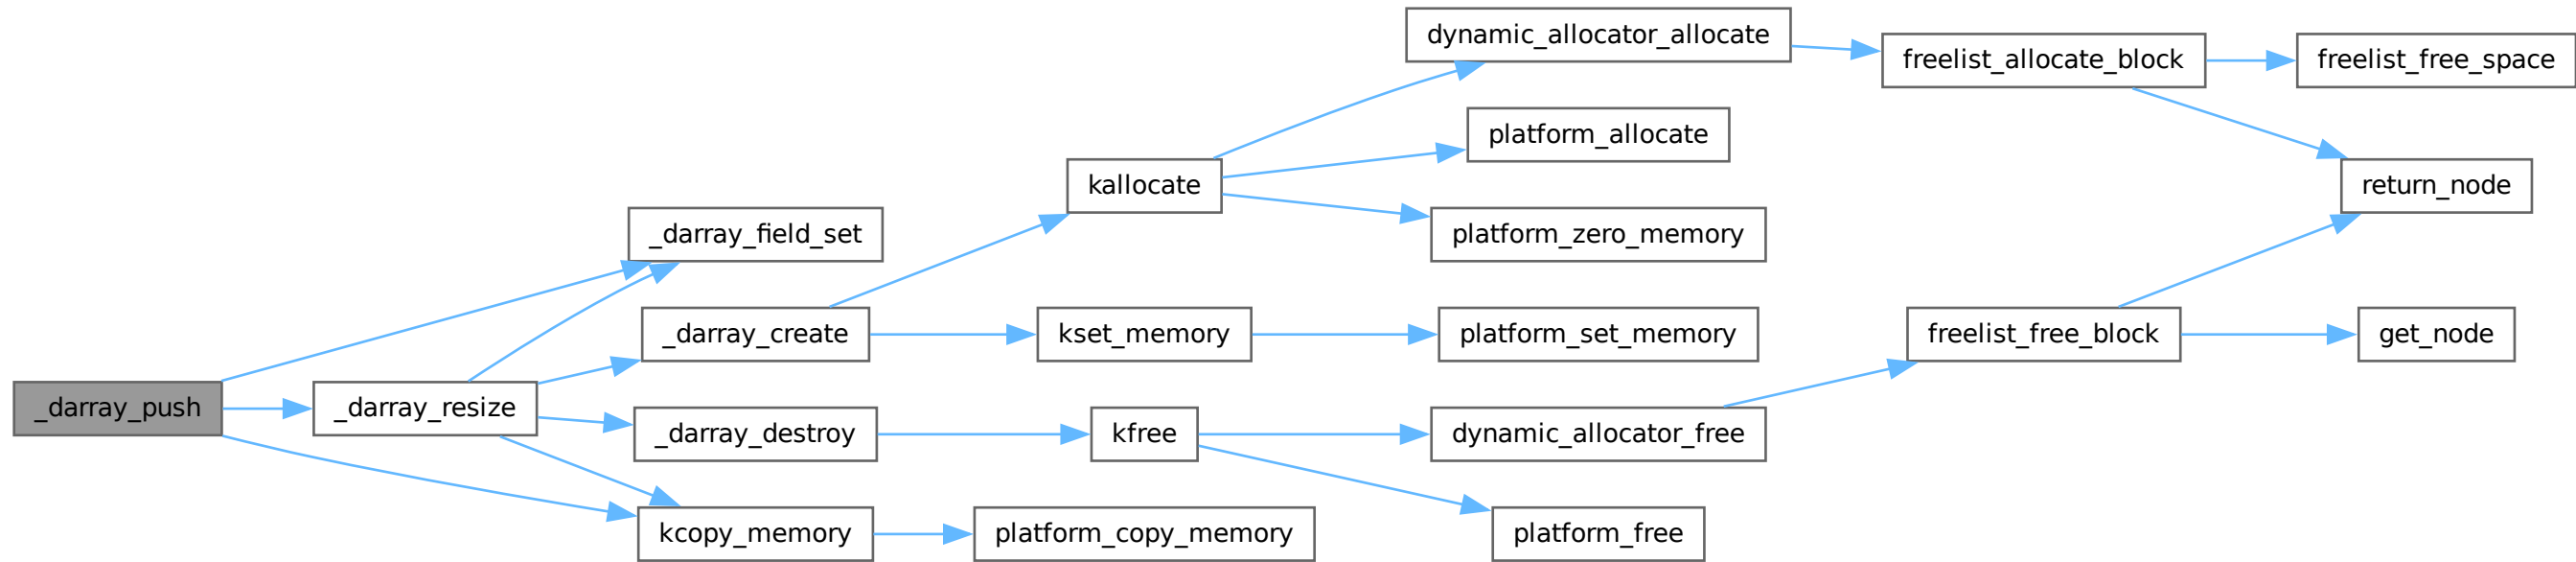 _darray_push
_darray_resize
_darray_field_set
_darray_create
_darray_destroy
kcopy_memory
kallocate
kset_memory
kfree
platform_copy_memory
dynamic_allocator_allocate
platform_allocate
platform_zero_memory
platform_set_memory
dynamic_allocator_free
platform_free
freelist_allocate_block
freelist_free_block
freelist_free_space
return_node
get_node